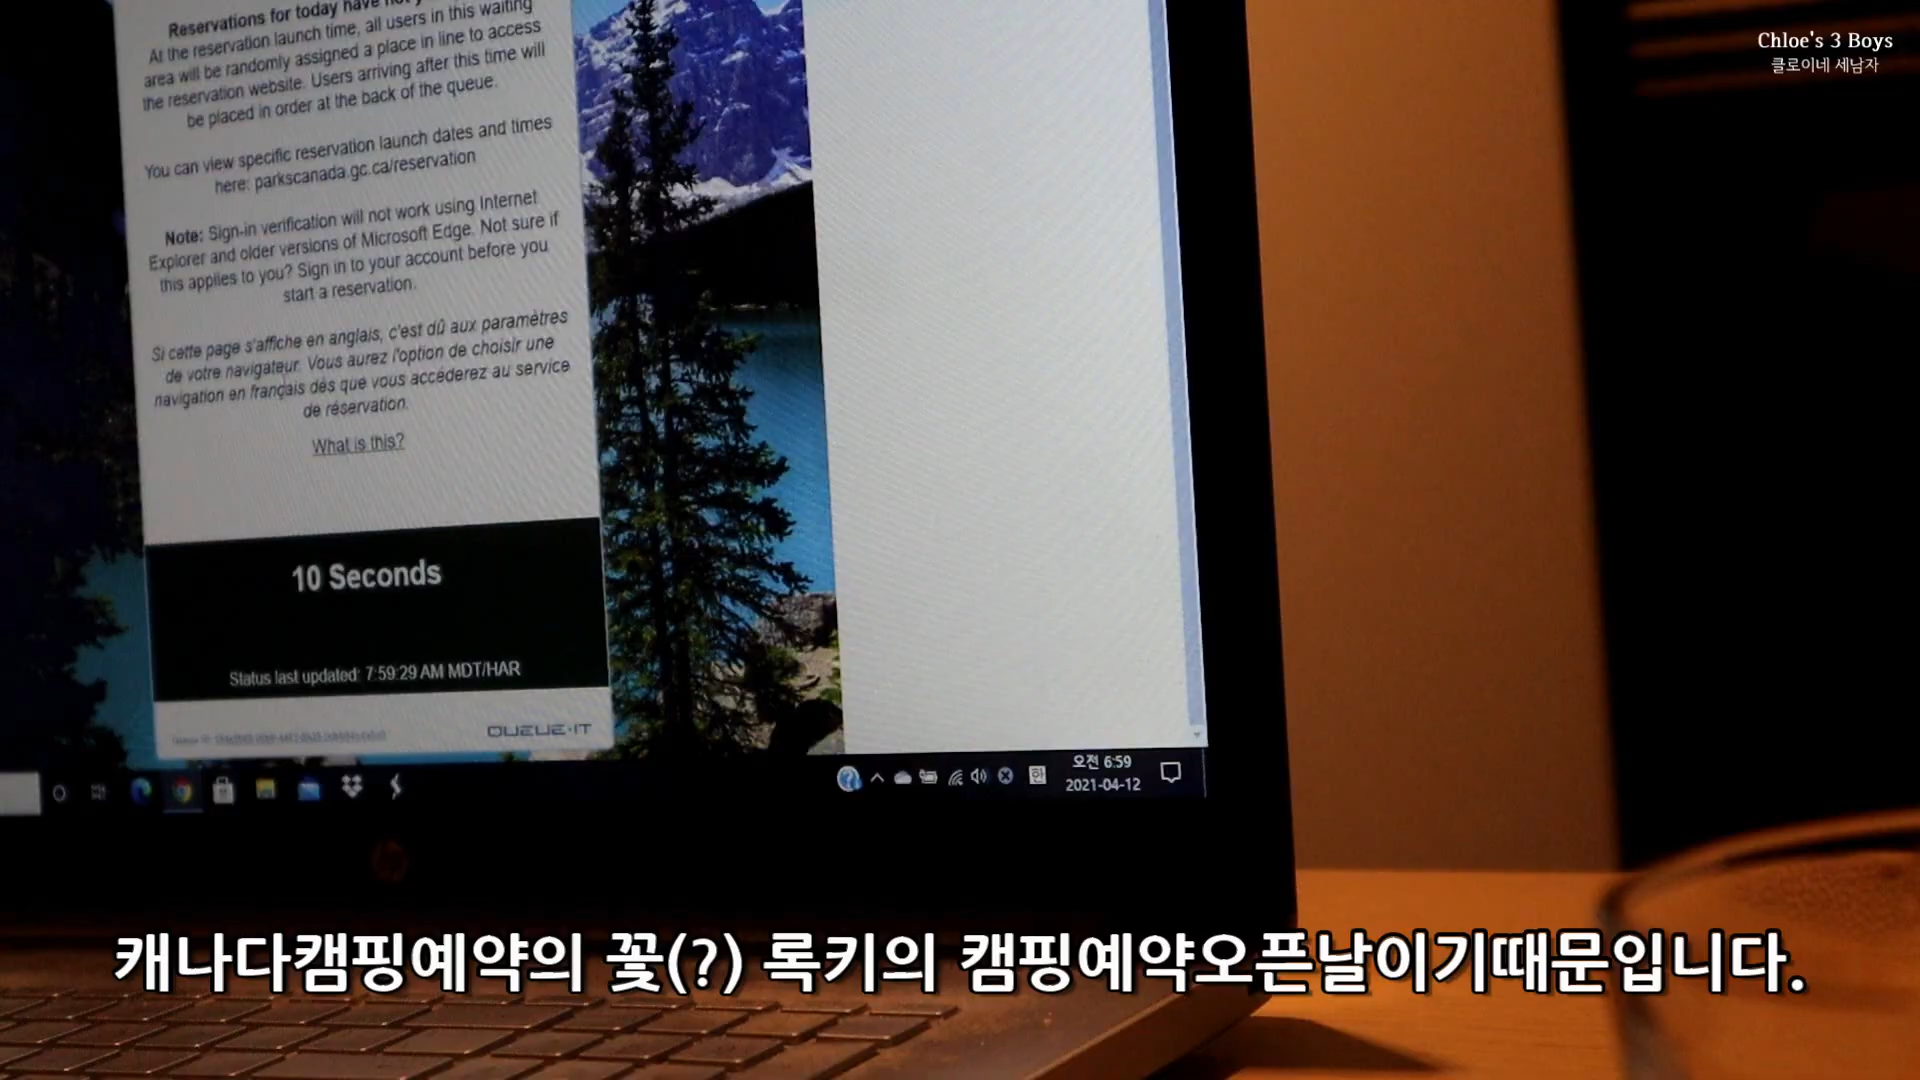 Reservations for today have not
At the reservation launch time, all users in this waiting
area will be randomly assigned a place in line to access
the reservation website. Users arriving after this time will
be placed in order at the back of the queue.
You can view specific reservation launch dates and times
here: parkscanada.gc.ca/reservation
Note: Sign-in verification will not work using Internet
Explorer and older versions of Microsoft Edge. Not sure if
this applies to you? Sign in to your account before you
start a reservation.
Si cette page s'affiche en anglais, c'est dû aux paramètres
de votre navigateur. Vous aurez l'option de choisir une
navigation en français dès que vous accéderez au service
de réservation.
What is this?
10 Seconds
Status last updated: 7:59:29 AM MDT/HAR
QUEUE-IT
한
오전 6:59
2021-04-12
Chloe's 3 Boys
클로이네 세남자
캐나다캠핑예약의 꽃(?) 록키의 캠핑예약오픈날이기때문입니다.